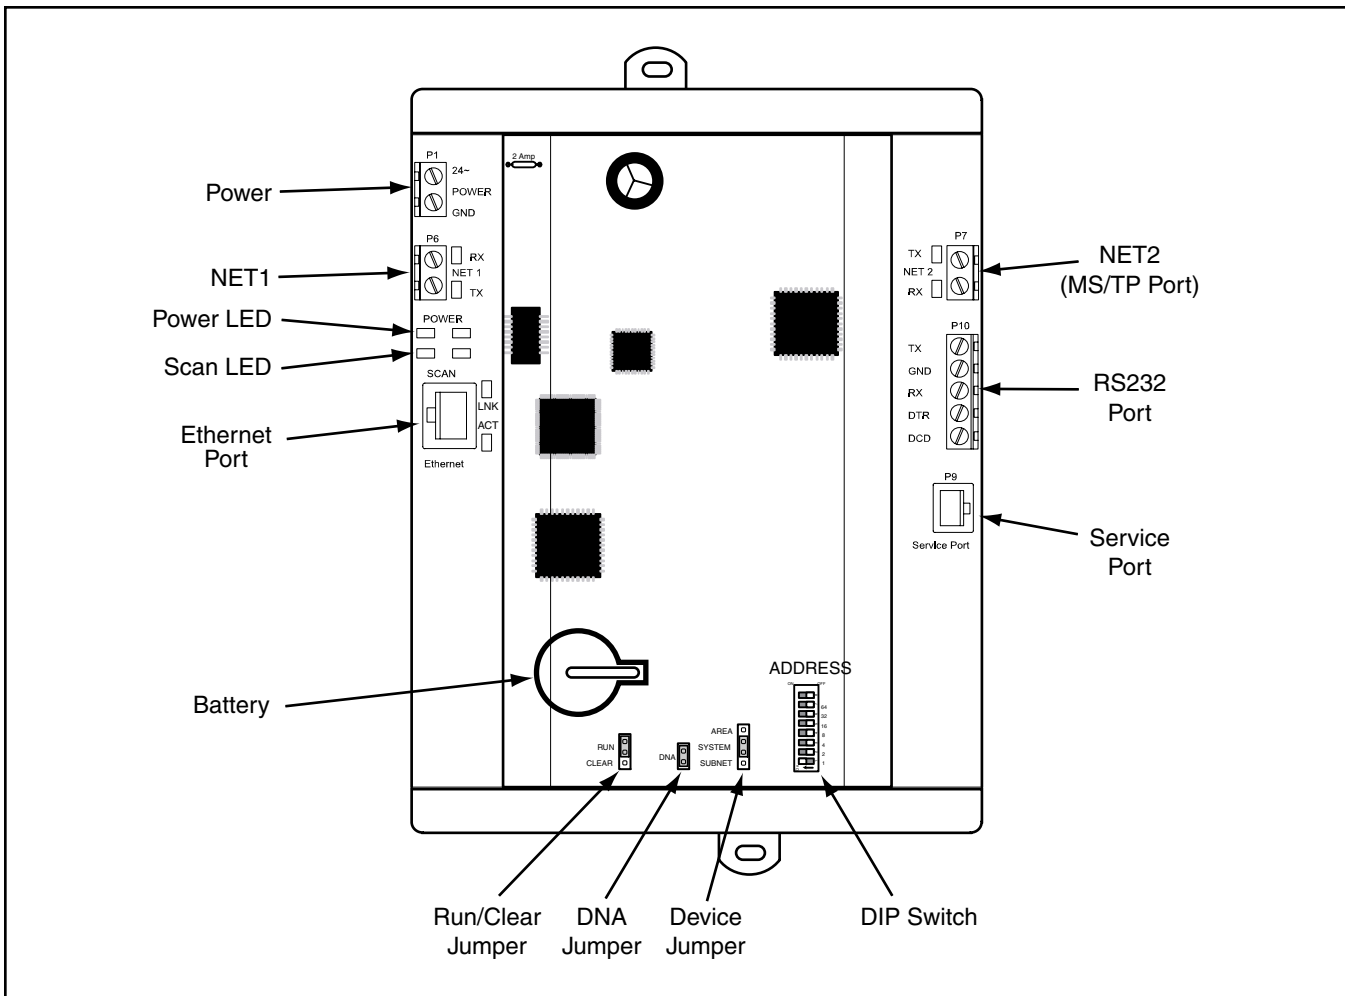 Power
NET1
Power LED
Scan LED
Ethernet
Port
Battery
P1
24~
POWER
GND
P6
RX
NET 1
TX
POWER
SCAN
LNK
ACT
Ethernet
2 Amp
RUN
CLEAR
DNA
AREA
SYSTEM
SUBNET
ADDRESS
ON
OFF
64
32
16
8
4
2
1
P7
TX
NET 2
RX
P10
TX
GND
RX
DTR
DCD
P9
Service Port
NET2
(MS/TP Port)
RS232
Port
Service
Port
Run/Clear
Jumper
DNA
Jumper
Device
Jumper
DIP Switch